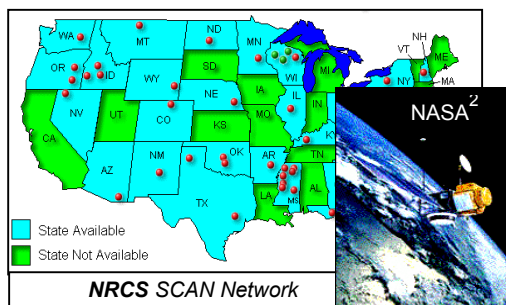 WA
MT
ND
MN
OR
ID
WY
SD
WI
MI
VT
NH
ME
NY
MA
NV
UT
CO
NE
IA
IL
IN
CA
KS
MO
KY
AZ
NM
OK
AR
TN
TX
LA
MS
AL
NASA²
State Available
State Not Available
NRCS SCAN Network